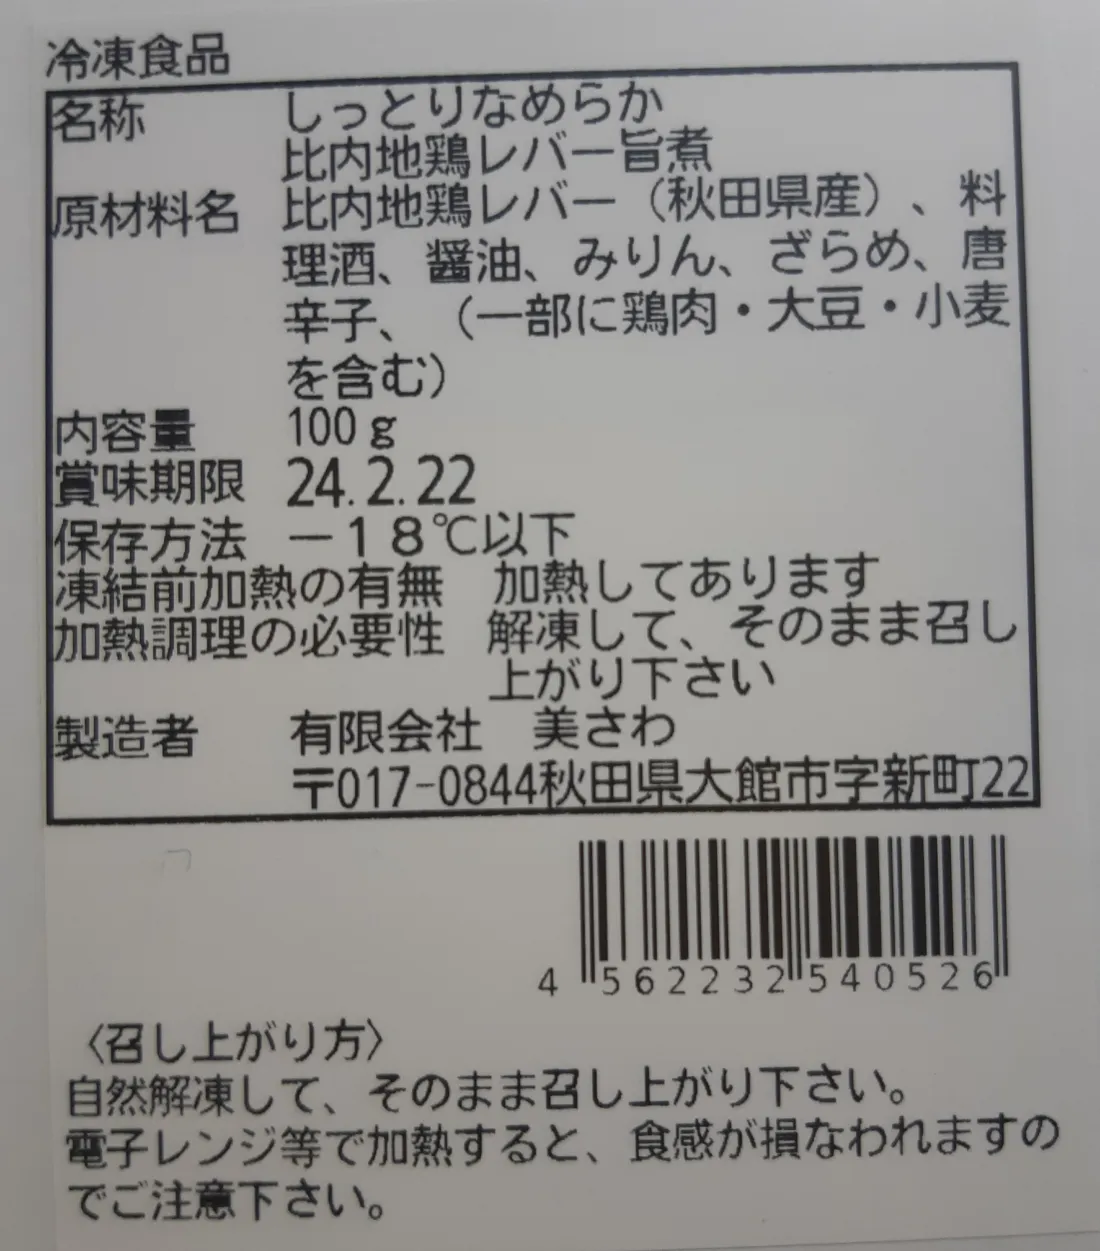 冷凍食品
名称 しっとりなめらか
比内地鶏レバー旨煮
原材料名 比内地鶏レバー（秋田県産）、料
理酒、醤油、みりん、ざらめ、唐
辛子、（一部に鶏肉・大豆・小麦
を含む）
内容量 100g
賞味期限 24.2.22
保存方法 －１８℃以下
凍結前加熱の有無 加熱してあります
加熱調理の必要性 解凍して、そのまま召し
上がり下さい
製造者 有限会社 美さわ
〒017-0844秋田県大館市字新町22
4 562232 540526
〈召し上がり方〉
自然解凍して、そのまま召し上がり下さい。
電子レンジ等で加熱すると、食感が損なわれますの
でご注意下さい。